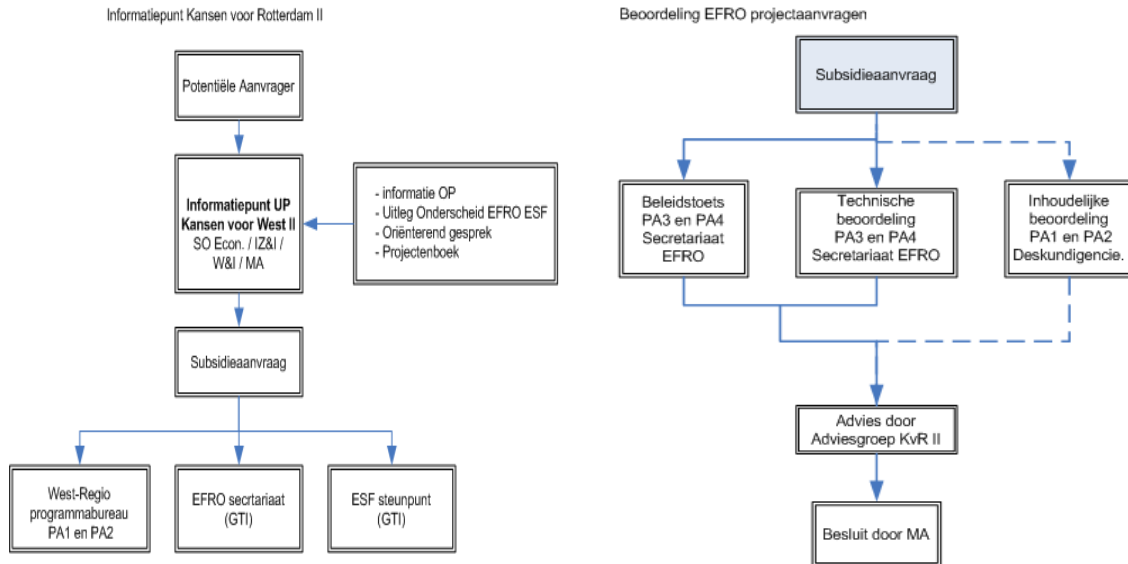 Informatiepunt Kansen voor Rotterdam II
Potentiële Aanvrager
Informatiepunt UP
Kansen voor West II
SO Econ. / IZ&I /
W&I / MA
- informatie OP
- Uitleg Onderscheid EFRO ESF
- Oriënterend gesprek
- Projectenboek
Subsidieaanvraag
West-Regio
programmabureau
PA1 en PA2
EFRO secrtariaat
(GTI)
ESF steunpunt
(GTI)
Beoordeling EFRO projectaanvragen
Subsidieaanvraag
Beleidstoets
PA3 en PA4
Secretariaat
EFRO
Technische
beoordeling
PA3 en PA4
Secretariaat EFRO
Inhoudelijke
beoordeling
PA1 en PA2
Deskundigencie.
Advies door
Adviesgroep KvR II
Besluit door MA